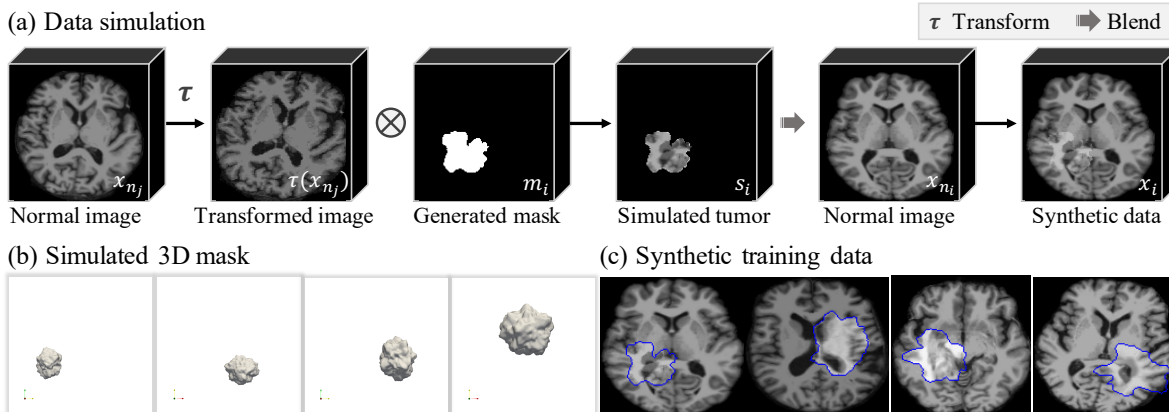 (a) Data simulation
τ Transform Blend
τ
⊗
x_{n_j}
τ(x_{n_j})
m_i
s_i
x_{n_i}
x_i
Normal image
Transformed image
Generated mask
Simulated tumor
Normal image
Synthetic data
(b) Simulated 3D mask
(c) Synthetic training data